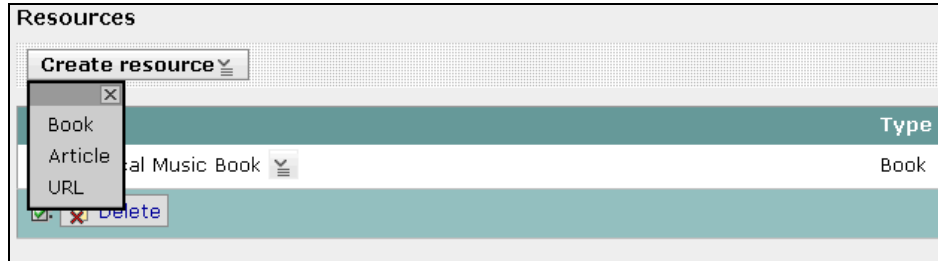 Resources
Create resource
Book
Type
Article
al Music Book
Book
URL
Delete